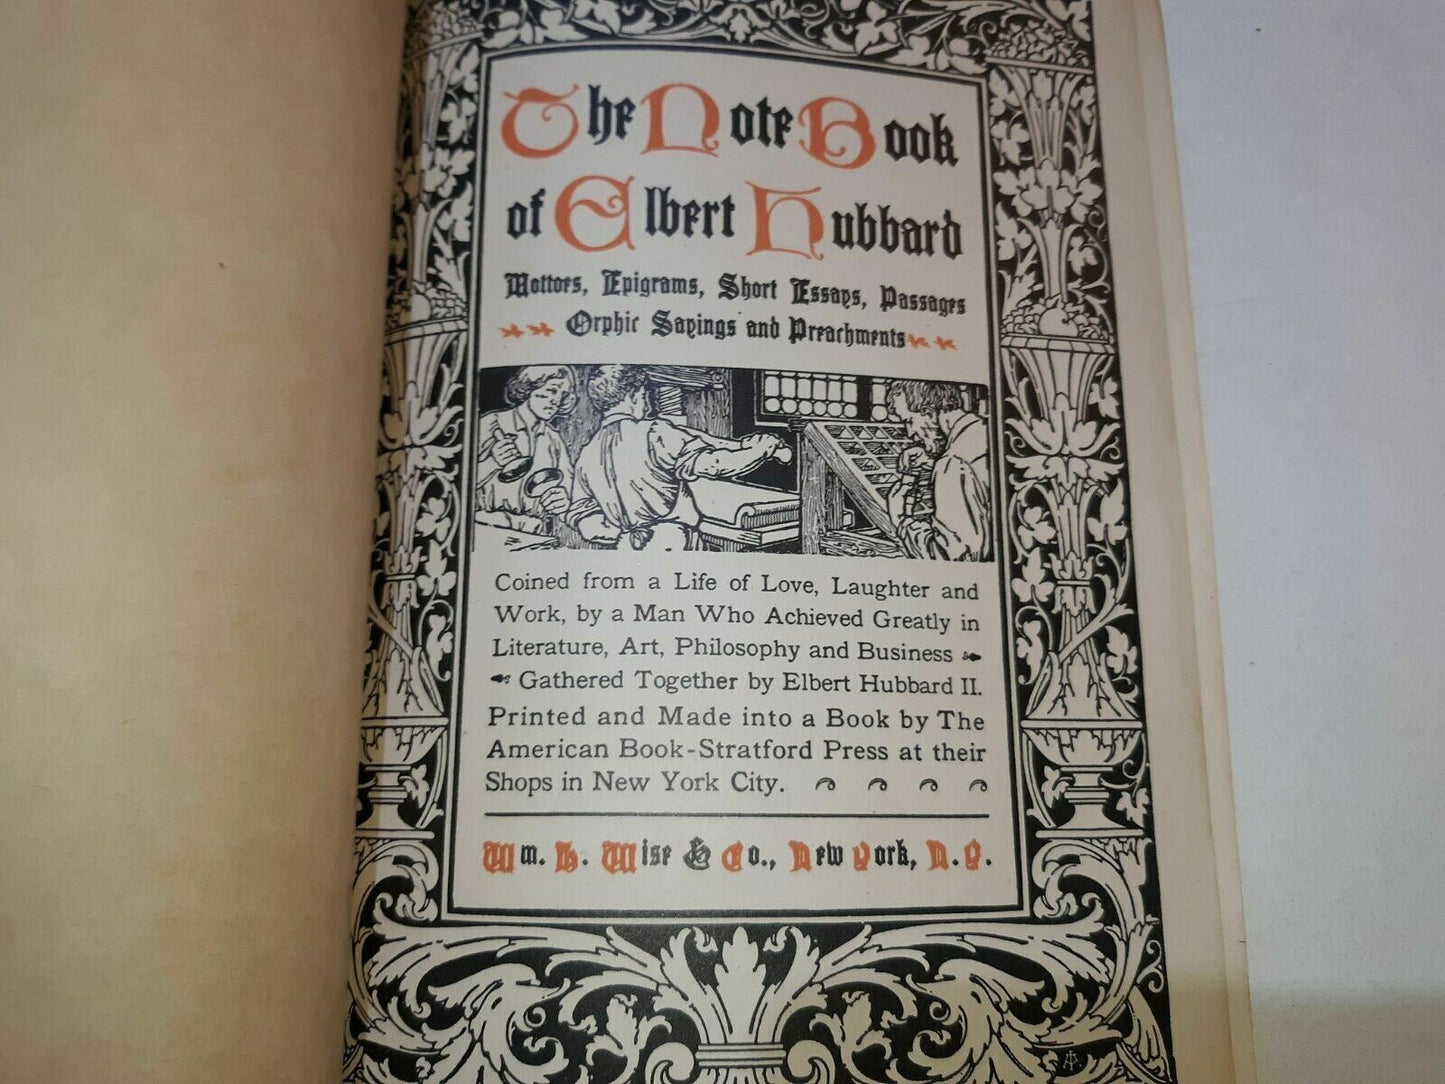 The Note Book
of Elbert Hubbard
Mottoes, Epigrams, Short Essays, Passages
Orphic Sayings and Preachments
Coined from a Life of Love, Laughter and
Work, by a Man Who Achieved Greatly in
Literature, Art, Philosophy and Business
Gathered Together by Elbert Hubbard II.
Printed and Made into a Book by The
American Book-Stratford Press at their
Shops in New York City.
Wm. H. Wise & Co., New York, N. Y.